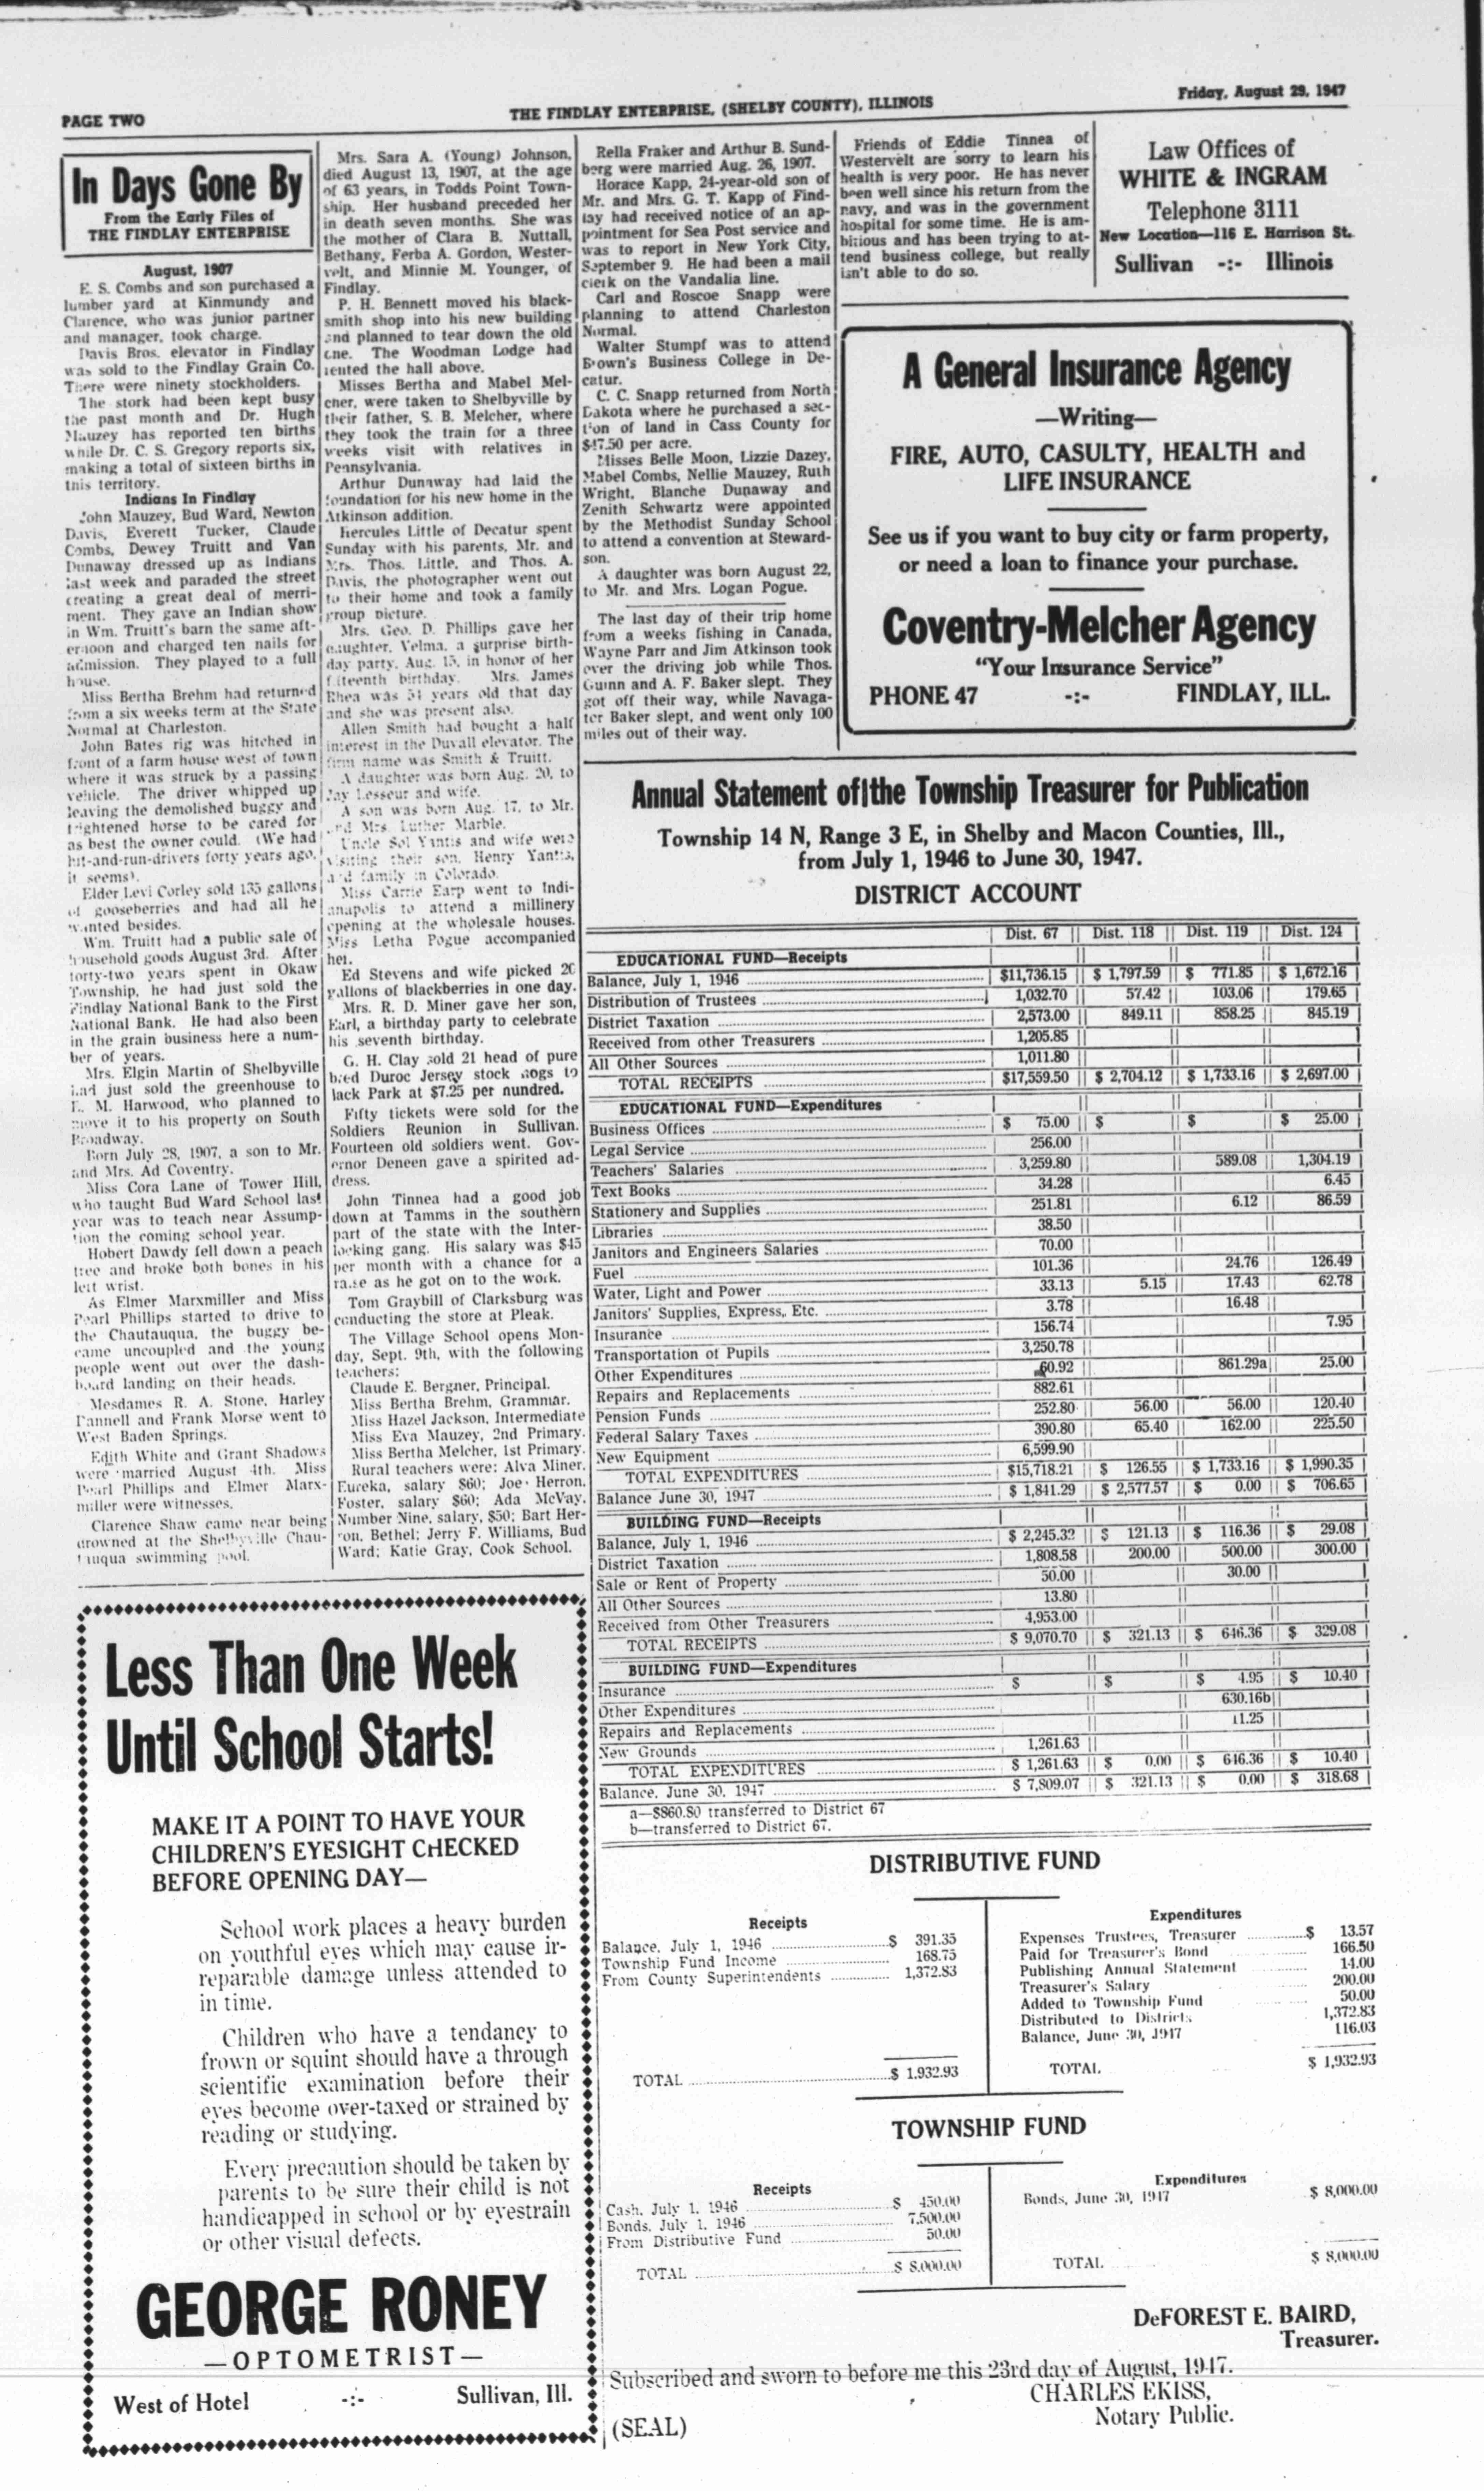 PAGE TWO
THE FINDLAY ENTERPRISE, (SHELBY COUNTY), ILLINOIS
Friday, August 29, 1947
In Days Gone By
From the Early Files of
THE FINDLAY ENTERPRISE
August, 1907
E. S. Combs and son purchased a
lumber yard at Kinmundy and
Clarence, who was junior partner
and manager, took charge.
Davis Bros. elevator in Findlay
was sold to the Findlay Grain Co.
There were ninety stockholders.
The stork had been kept busy
the past month and Dr. Hugh
Mauzey has reported ten births
while Dr. C. S. Gregory reports six,
making a total of sixteen births in
this territory.
Indians In Findlay
John Mauzey, Bud Ward, Newton
Davis, Everett Tucker, Claude
Combs, Dewey Truitt and Van
Dunaway dressed up as Indians
last week and paraded the street
creating a great deal of merri-
ment. They gave an Indian show
in Wm. Truitt's barn the same aft-
ernoon and charged ten nails for
admission. They played to a full
house.
Miss Bertha Brehm had returned
from a six weeks term at the State
Normal at Charleston.
John Bates rig was hitched in
front of a farm house west of town
where it was struck by a passing
vehicle. The driver whipped up
leaving the demolished buggy and
frightened horse to be cared for
as best the owner could. (We had
hit-and-run-drivers forty years ago,
it seems).
Elder Levi Corley sold 135 gallons
of gooseberries and had all he
wanted besides.
Wm. Truitt had a public sale of
household goods August 3rd. After
forty-two years spent in Okaw
Township, he had just sold the
Findlay National Bank to the First
National Bank. He had also been
in the grain business here a num-
ber of years.
Mrs. Elgin Martin of Shelbyville
had just sold the greenhouse to
E. M. Harwood, who planned to
move it to his property on South
Broadway.
Born July 28, 1907, a son to Mr.
and Mrs. Ad Coventry.
Miss Cora Lane of Tower Hill,
who taught Bud Ward School last
year was to teach near Assump-
tion the coming school year.
Hobert Dawdy fell down a peach
tree and broke both bones in his
left wrist.
As Elmer Marxmiller and Miss
Pearl Phillips started to drive to
the Chautauqua, the buggy be-
came uncoupled and the young
people went out over the dash-
board landing on their heads.
Mesdames R. A. Stone, Harley
Pannell and Frank Morse went to
West Baden Springs.
Edith White and Grant Shadows
were married August 4th. Miss
Pearl Phillips and Elmer Marx-
miller were witnesses.
Clarence Shaw came near being
drowned at the Shelbyville Chau-
tauqua swimming pool.
Mrs. Sara A. (Young) Johnson,
died August 13, 1907, at the age
of 63 years, in Todds Point Town-
ship. Her husband preceded her
in death seven months. She was
the mother of Clara B. Nuttall,
Bethany, Ferba A. Gordon, Wester-
velt, and Minnie M. Younger, of
Findlay.
P. H. Bennett moved his black-
smith shop into his new building
and planned to tear down the old
one. The Woodman Lodge had
rented the hall above.
Misses Bertha and Mabel Mel-
cher, were taken to Shelbyville by
their father, S. B. Melcher, where
they took the train for a three
weeks visit with relatives in
Pennsylvania.
Arthur Dunaway had laid the
foundation for his new home in the
Atkinson addition.
Hercules Little of Decatur spent
Sunday with his parents, Mr. and
Mrs. Thos. Little, and Thos. A.
Davis, the photographer went out
to their home and took a family
group picture.
Mrs. Geo. D. Phillips gave her
daughter, Velma, a surprise birth-
day party, Aug. 15, in honor of her
fifteenth birthday. Mrs. James
Rhea was 54 years old that day
and she was present also.
Allen Smith had bought a half
interest in the Duvall elevator. The
firm name was Smith & Truitt.
A daughter was born Aug. 20, to
Jay Lesseur and wife.
A son was born Aug. 17, to Mr.
and Mrs. Luther Marble.
Uncle Sol Yantis and wife were
visiting their son, Henry Yantis,
and family in Colorado.
Miss Carrie Earp went to Indi-
anapolis to attend a millinery
opening at the wholesale houses.
Miss Letha Pogue accompanied
her.
Ed Stevens and wife picked 20
gallons of blackberries in one day.
Mrs. R. D. Miner gave her son,
Earl, a birthday party to celebrate
his seventh birthday.
G. H. Clay sold 21 head of pure
bred Duroc Jersey stock hogs to
Jack Park at $7.25 per hundred.
Fifty tickets were sold for the
Soldiers Reunion in Sullivan.
Fourteen old soldiers went. Gov-
ernor Deneen gave a spirited ad-
dress.
John Tinnea had a good job
down at Tamms in the southern
part of the state with the Inter-
locking gang. His salary was $45
per month with a chance for a
raise as he got on to the work.
Tom Graybill of Clarksburg was
conducting the store at Pleak.
The Village School opens Mon-
day, Sept. 9th, with the following
teachers:
Claude E. Bergner, Principal.
Miss Bertha Brehm, Grammar.
Miss Hazel Jackson, Intermediate
Miss Eva Mauzey, 2nd Primary.
Miss Bertha Melcher, 1st Primary.
Rural teachers were: Alva Miner,
Eureka, salary $60; Joe Herron,
Foster, salary $60; Ada McVay,
Number Nine, salary, $50; Bart Her-
ron, Bethel; Jerry F. Williams, Bud
Ward; Katie Gray, Cook School.
Rella Fraker and Arthur B. Sund-
berg were married Aug. 26, 1907.
Horace Kapp, 24-year-old son of
Mr. and Mrs. G. T. Kapp of Find-
lay had received notice of an ap-
pointment for Sea Post service and
was to report in New York City,
September 9. He had been a mail
clerk on the Vandalia line.
Carl and Roscoe Snapp were
planning to attend Charleston
Normal.
Walter Stumpf was to attend
Brown's Business College in De-
catur.
C. C. Snapp returned from North
Dakota where he purchased a sec-
tion of land in Cass County for
$47.50 per acre.
Misses Belle Moon, Lizzie Dazey,
Mabel Combs, Nellie Mauzey, Ruth
Wright, Blanche Dunaway and
Zenith Schwartz were appointed
by the Methodist Sunday School
to attend a convention at Steward-
son.
A daughter was born August 22,
to Mr. and Mrs. Logan Pogue.
The last day of their trip home
from a weeks fishing in Canada,
Wayne Parr and Jim Atkinson took
over the driving job while Thos.
Guinn and A. F. Baker slept. They
got off their way, while Navaga-
ter Baker slept, and went only 100
miles out of their way.
Friends of Eddie Tinnea of
Westervelt are sorry to learn his
health is very poor. He has never
been well since his return from the
navy, and was in the government
hospital for some time. He is am-
bitious and has been trying to at-
tend business college, but really
isn't able to do so.
Law Offices of
WHITE & INGRAM
Telephone 3111
New Location—116 E. Harrison St.
Sullivan -:- Illinois
A General Insurance Agency
—Writing—
FIRE, AUTO, CASULTY, HEALTH and
LIFE INSURANCE
See us if you want to buy city or farm property,
or need a loan to finance your purchase.
Coventry-Melcher Agency
"Your Insurance Service"
PHONE 47 -:- FINDLAY, ILL.
Annual Statement of the Township Treasurer for Publication
Township 14 N, Range 3 E, in Shelby and Macon Counties, Ill.,
from July 1, 1946 to June 30, 1947.
DISTRICT ACCOUNT
Dist. 67 || Dist. 118 || Dist. 119 || Dist. 124
EDUCATIONAL FUND—Receipts
Balance, July 1, 1946 $11,736.15 || $ 1,797.59 || $ 771.85 || $ 1,672.16
Distribution of Trustees 1,032.70 || 57.42 || 103.06 || 179.65
District Taxation 2,573.00 || 849.11 || 858.25 || 845.19
Received from other Treasurers 1,205.85
All Other Sources 1,011.80
TOTAL RECEIPTS $17,559.50 || $ 2,704.12 || $ 1,733.16 || $ 2,697.00
EDUCATIONAL FUND—Expenditures
Business Offices $ 75.00 || $ || $ || $ 25.00
Legal Service 256.00
Teachers' Salaries 3,259.80 || || 589.08 || 1,304.19
Text Books 34.28 || || || 6.45
Stationery and Supplies 251.81 || || 6.12 || 86.59
Libraries 38.50
Janitors and Engineers Salaries 70.00
Fuel 101.36 || || 24.76 || 126.49
Water, Light and Power 33.13 || 5.15 || 17.43 || 62.78
Janitors' Supplies, Express, Etc. 3.78 || || 16.48
Insurance 156.74 || || || 7.95
Transportation of Pupils 3,250.78
Other Expenditures 60.92 || || 861.29a || 25.00
Repairs and Replacements 882.61
Pension Funds 252.80 || 56.00 || 56.00 || 120.40
Federal Salary Taxes 390.80 || 65.40 || 162.00 || 225.50
New Equipment 6,599.90
TOTAL EXPENDITURES $15,718.21 || $ 126.55 || $ 1,733.16 || $ 1,990.35
Balance June 30, 1947 $ 1,841.29 || $ 2,577.57 || $ 0.00 || $ 706.65
BUILDING FUND—Receipts
Balance, July 1, 1946 $ 2,245.32 || $ 121.13 || $ 116.36 || $ 29.08
District Taxation 1,808.58 || 200.00 || 500.00 || 300.00
Sale or Rent of Property 50.00 || || 30.00
All Other Sources 13.80
Received from Other Treasurers 4,953.00
TOTAL RECEIPTS $ 9,070.70 || $ 321.13 || $ 646.36 || $ 329.08
BUILDING FUND—Expenditures
Insurance $ || $ || $ 4.95 || $ 10.40
Other Expenditures 630.16b
Repairs and Replacements 11.25
New Grounds 1,261.63
TOTAL EXPENDITURES $ 1,261.63 || $ 0.00 || $ 646.36 || $ 10.40
Balance, June 30, 1947 $ 7,809.07 || $ 321.13 || $ 0.00 || $ 318.68
a—$860.80 transferred to District 67
b—transferred to District 67.
DISTRIBUTIVE FUND
Receipts
Balance, July 1, 1946 $ 391.35
Township Fund Income 168.75
From County Superintendents 1,372.83
TOTAL $ 1,932.93
Expenditures
Expenses Trustees, Treasurer $ 13.57
Paid for Treasurer's Bond 166.50
Publishing Annual Statement 14.00
Treasurer's Salary 200.00
Added to Township Fund 50.00
Distributed to Districts 1,372.83
Balance, June 30, 1947 116.03
TOTAL $ 1,932.93
TOWNSHIP FUND
Receipts
Cash, July 1, 1946 $ 450.00
Bonds, July 1, 1946 7,500.00
From Distributive Fund 50.00
TOTAL $ 8,000.00
Expenditures
Bonds, June 30, 1947 $ 8,000.00
TOTAL $ 8,000.00
DeFOREST E. BAIRD,
Treasurer.
Subscribed and sworn to before me this 23rd day of August, 1947.
CHARLES EKISS,
Notary Public.
(SEAL)
Less Than One Week
Until School Starts!
MAKE IT A POINT TO HAVE YOUR
CHILDREN'S EYESIGHT CHECKED
BEFORE OPENING DAY—
School work places a heavy burden
on youthful eyes which may cause ir-
reparable damage unless attended to
in time.
Children who have a tendancy to
frown or squint should have a through
scientific examination before their
eyes become over-taxed or strained by
reading or studying.
Every precaution should be taken by
parents to be sure their child is not
handicapped in school or by eyestrain
or other visual defects.
GEORGE RONEY
—OPTOMETRIST—
West of Hotel -:- Sullivan, Ill.